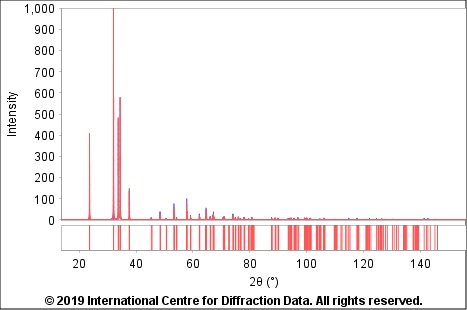 1,000
900
800
700
600
500
400
300
200
100
0
Intensity
20 40 60 80 100 120 140
2θ (°)
© 2019 International Centre for Diffraction Data. All rights reserved.